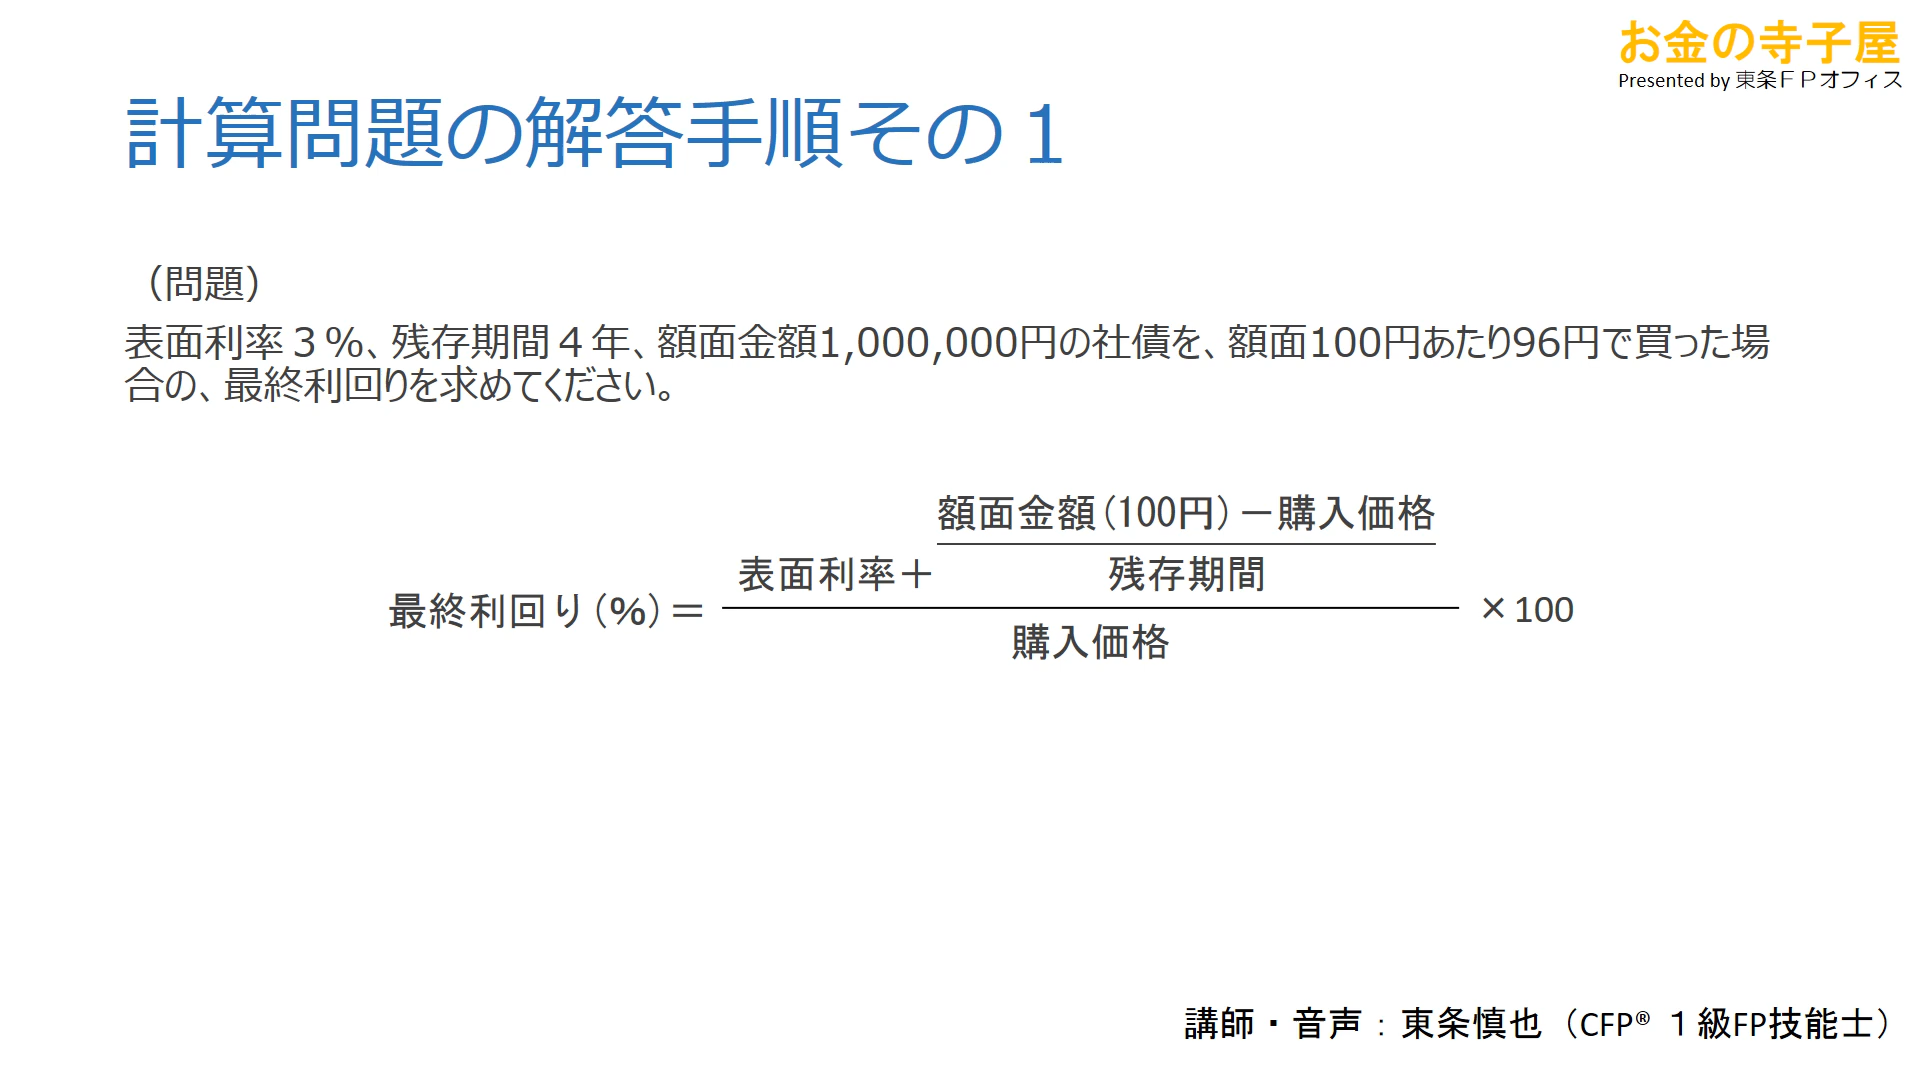 お金の寺子屋
Presented by 東条ＦＰオフィス
計算問題の解答手順その１
（問題）
表面利率３％、残存期間４年、額面金額1,000,000円の社債を、額面100円あたり96円で買った場
合の、最終利回りを求めてください。
額面金額(100円)－購入価格
表面利率＋
残存期間
最終利回り(%)＝
×100
購入価格
講師・音声：東条慎也（CFP® １級FP技能士）